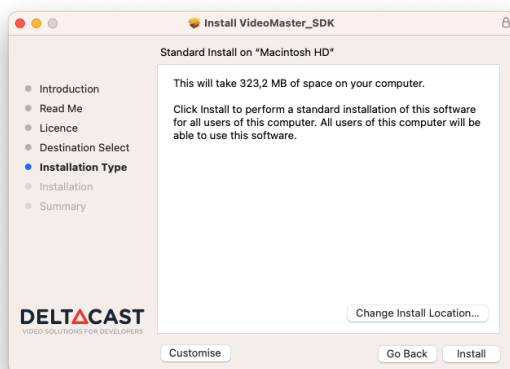 Install VideoMaster_SDK
Standard Install on “Macintosh HD”
Introduction
Read Me
Licence
Destination Select
Installation Type
Installation
Summary
This will take 323,2 MB of space on your computer.
Click Install to perform a standard installation of this software
for all users of this computer. All users of this computer will be
able to use this software.
DELTACAST
VIDEO SOLUTIONS FOR DEVELOPERS
Change Install Location...
Customise
Go Back
Install